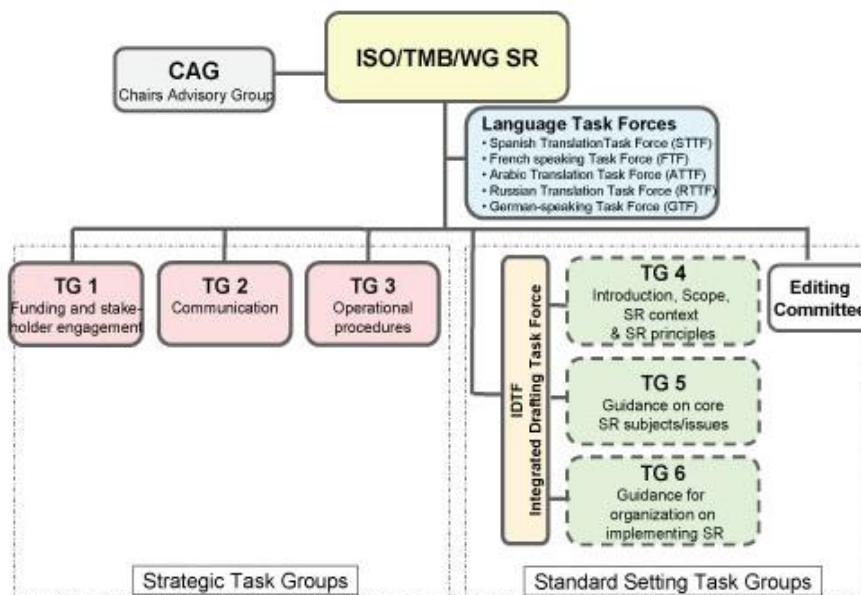 ISO/TMB/WG SR
CAG
Chairs Advisory Group
Language Task Forces
• Spanish TranslationTask Force (STTF)
• French speaking Task Force (FTF)
• Arabic Translation Task Force (ATTF)
• Russian Translation Task Force (RTTF)
• German-speaking Task Force (GTF)
TG 1
Funding and stake-
holder engagement
TG 2
Communication
TG 3
Operational
procedures
IDTF
Integrated Drafting Task Force
TG 4
Introduction, Scope,
SR context
& SR principles
TG 5
Guidance on core
SR subjects/issues
TG 6
Guidance for
organization on
implementing SR
Editing
Committee
Strategic Task Groups
Standard Setting Task Groups